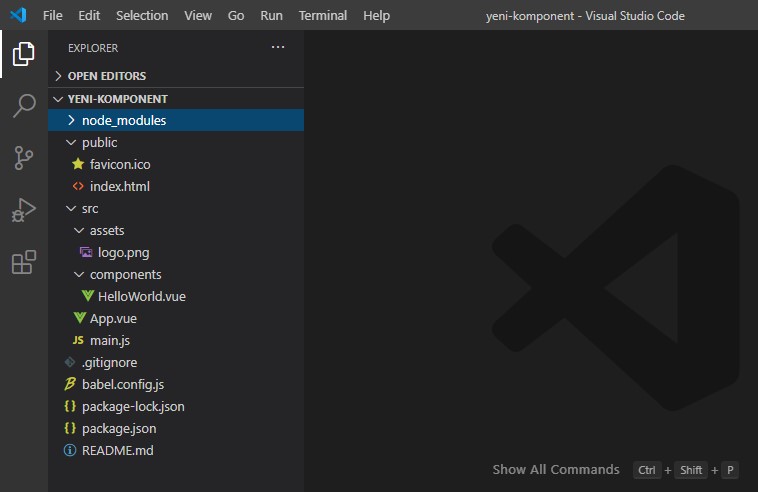 File Edit Selection View Go Run Terminal Help yeni-komponent - Visual Studio Code
EXPLORER ...
OPEN EDITORS
YENI-KOMPONENT
node_modules
public
favicon.ico
<> index.html
src
assets
logo.png
components
HelloWorld.vue
App.vue
JS main.js
.gitignore
babel.config.js
{} package-lock.json
{} package.json
README.md
Show All Commands Ctrl + Shift + P